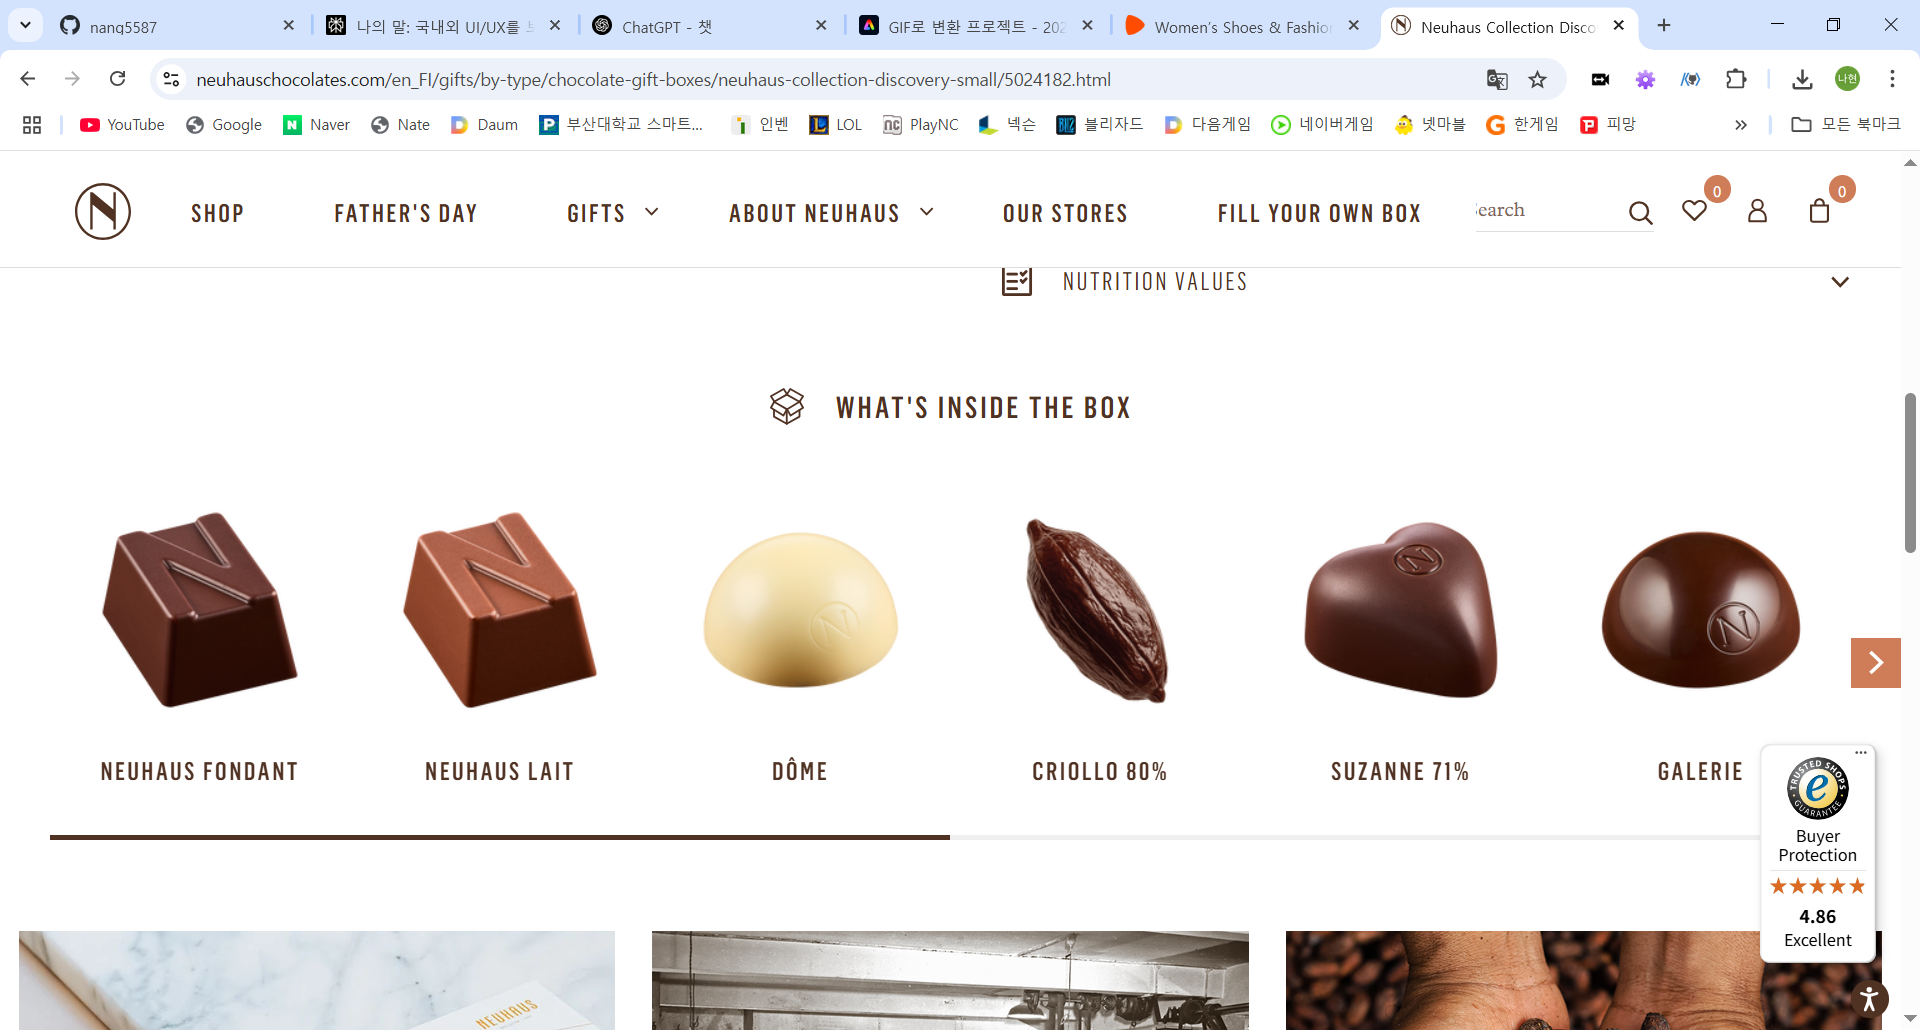 nang5587
나의 말: 국내외 UI/UX를
ChatGPT - 챗
GIF로 변환 프로젝트 - 202
Women's Shoes & Fashion
Neuhaus Collection Disco
neuhauschocolates.com/en_FI/gifts/by-type/chocolate-gift-boxes/neuhaus-collection-discovery-small/5024182.html
나현
YouTube
Google
Naver
Nate
Daum
부산대학교 스마트...
인벤
LOL
PlayNC
넥슨
블리자드
다음게임
네이버게임
넷마블
한게임
피망
모든 북마크
SHOP
FATHER'S DAY
GIFTS
ABOUT NEUHAUS
OUR STORES
FILL YOUR OWN BOX
earch
0
0
NUTRITION VALUES
WHAT'S INSIDE THE BOX
NEUHAUS FONDANT
NEUHAUS LAIT
DÔME
CRIOLLO 80%
SUZANNE 71%
GALERIE
TRUSTED SHOPS
GUARANTEE
Buyer
Protection
4.86
Excellent
NEUHAUS